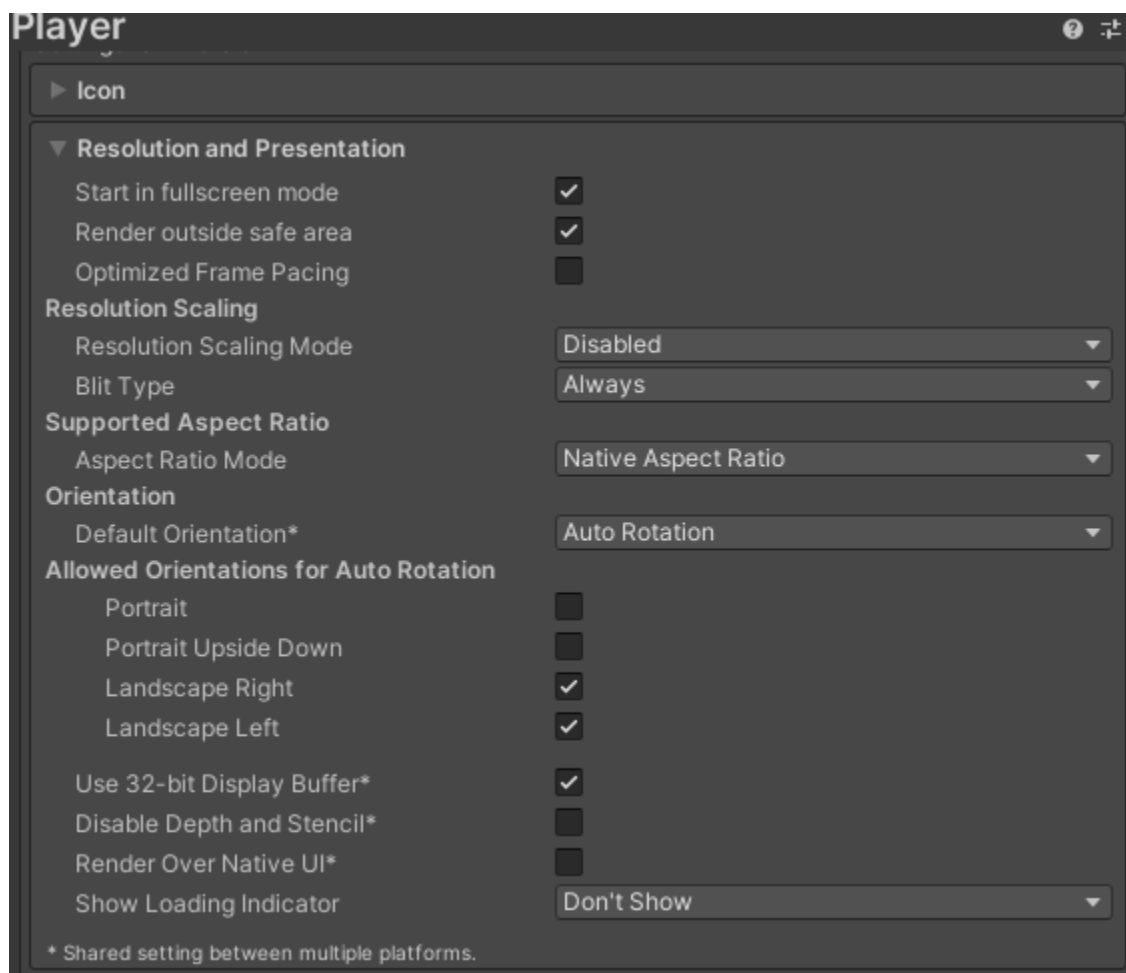 Player
Icon
Resolution and Presentation
Start in fullscreen mode
Render outside safe area
Optimized Frame Pacing
Resolution Scaling
Resolution Scaling Mode Disabled
Blit Type Always
Supported Aspect Ratio
Aspect Ratio Mode Native Aspect Ratio
Orientation
Default Orientation* Auto Rotation
Allowed Orientations for Auto Rotation
Portrait
Portrait Upside Down
Landscape Right
Landscape Left
Use 32-bit Display Buffer*
Disable Depth and Stencil*
Render Over Native UI*
Show Loading Indicator Don't Show
* Shared setting between multiple platforms.